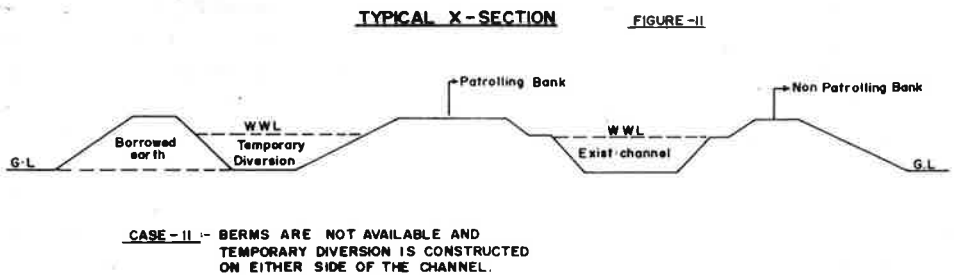 TYPICAL X-SECTION
FIGURE-II
Patrolling Bank
Non Patrolling Bank
WWL
WWL
Borrowed
earth
Temporary
Diversion
Exist·channel
G·L
G.L
CASE-II :- BERMS ARE NOT AVAILABLE AND
TEMPORARY DIVERSION IS CONSTRUCTED
ON EITHER SIDE OF THE CHANNEL.